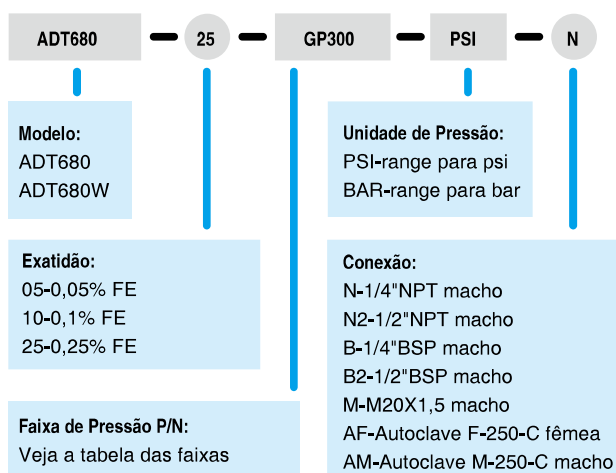 ADT680 25 GP300 PSI N
Modelo:
ADT680
ADT680W
Unidade de Pressão:
PSI-range para psi
BAR-range para bar
Exatidão:
05-0,05% FE
10-0,1% FE
25-0,25% FE
Conexão:
N-1/4"NPT macho
N2-1/2"NPT macho
B-1/4"BSP macho
B2-1/2"BSP macho
M-M20X1,5 macho
AF-Autoclave F-250-C fêmea
AM-Autoclave M-250-C macho
Faixa de Pressão P/N:
Veja a tabela das faixas